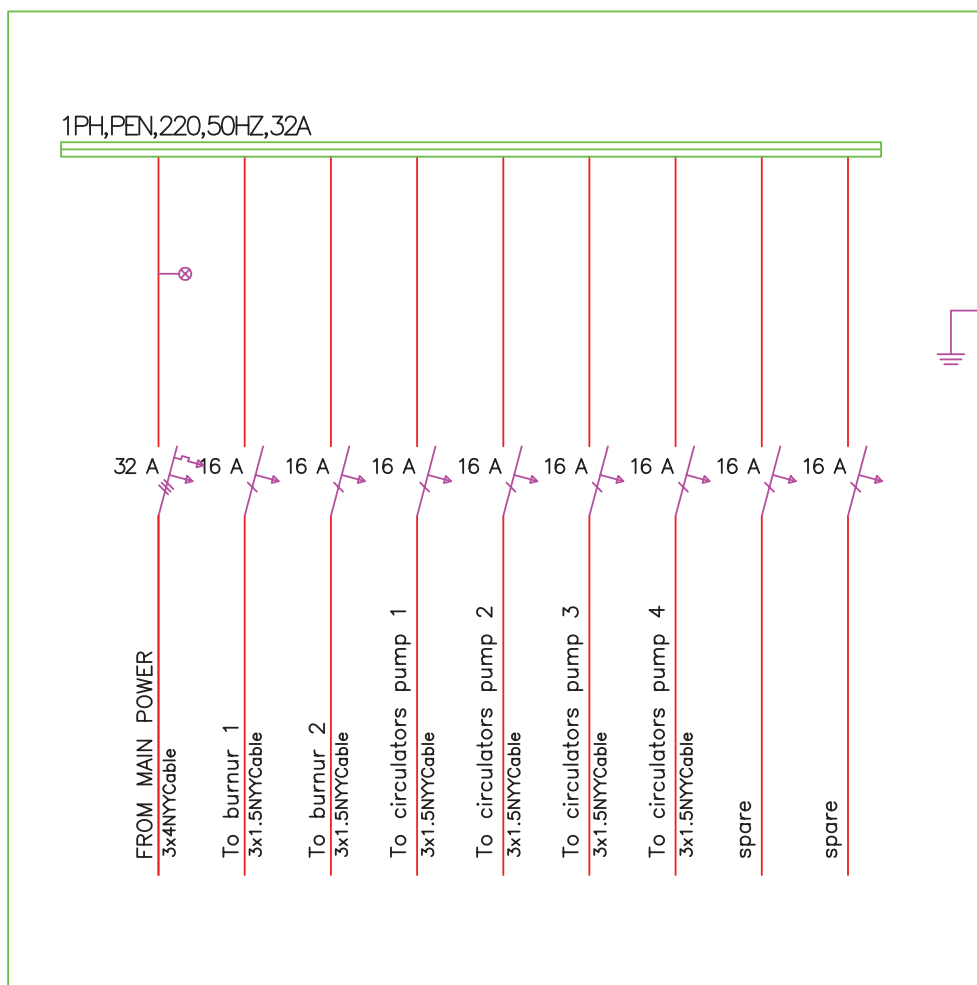 1PH,PEN,220,50HZ,32A
32 A
16 A
16 A
16 A
16 A
16 A
16 A
16 A
16 A
FROM MAIN POWER
3x4NYYCable
To burnur 1
3x1.5NYYCable
To burnur 2
3x1.5NYYCable
To circulators pump 1
3x1.5NYYCable
To circulators pump 2
3x1.5NYYCable
To circulators pump 3
3x1.5NYYCable
To circulators pump 4
3x1.5NYYCable
spare
spare